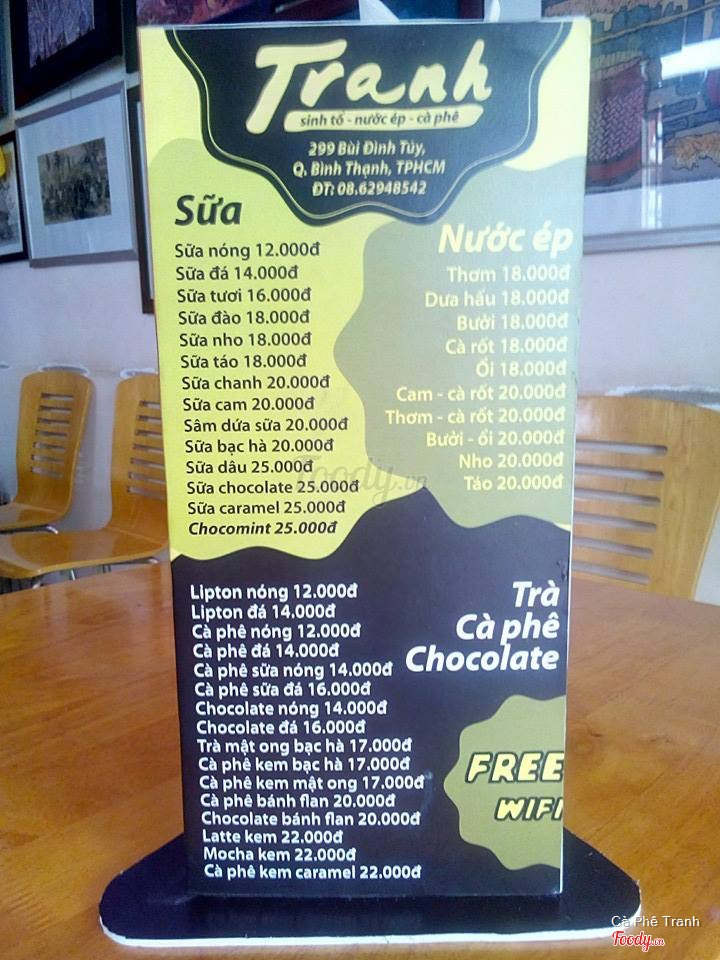 Tranh
sinh tố - nước ép - cà phê
299 Bùi Đình Túy,
Q. Bình Thạnh, TPHCM
ĐT: 08.62948542
Sữa
Sữa nóng 12.000đ
Sữa đá 14.000đ
Sữa tươi 16.000đ
Sữa đào 18.000đ
Sữa nho 18.000đ
Sữa táo 18.000đ
Sữa chanh 20.000đ
Sữa cam 20.000đ
Sâm dứa sữa 20.000đ
Sữa bạc hà 20.000đ
Sữa dâu 25.000đ
Sữa chocolate 25.000đ
Sữa caramel 25.000đ
Chocomint 25.000đ
Nước ép
Thơm 18.000đ
Dưa hấu 18.000đ
Bưởi 18.000đ
Cà rốt 18.000đ
Ổi 18.000đ
Cam - cà rốt 20.000đ
Thơm - cà rốt 20.000đ
Bưởi - ổi 20.000đ
Nho 20.000đ
Táo 20.000đ
Foody.vn
Trà
Cà phê
Chocolate
Lipton nóng 12.000đ
Lipton đá 14.000đ
Cà phê nóng 12.000đ
Cà phê đá 14.000đ
Cà phê sữa nóng 14.000đ
Cà phê sữa đá 16.000đ
Chocolate nóng 14.000đ
Chocolate đá 16.000đ
Trà mật ong bạc hà 17.000đ
Cà phê kem bạc hà 17.000đ
Cà phê kem mật ong 17.000đ
Cà phê bánh flan 20.000đ
Chocolate bánh flan 20.000đ
Latte kem 22.000đ
Mocha kem 22.000đ
Cà phê kem caramel 22.000đ
FREE
WIFI
Cà Phê Tranh
Foody.vn